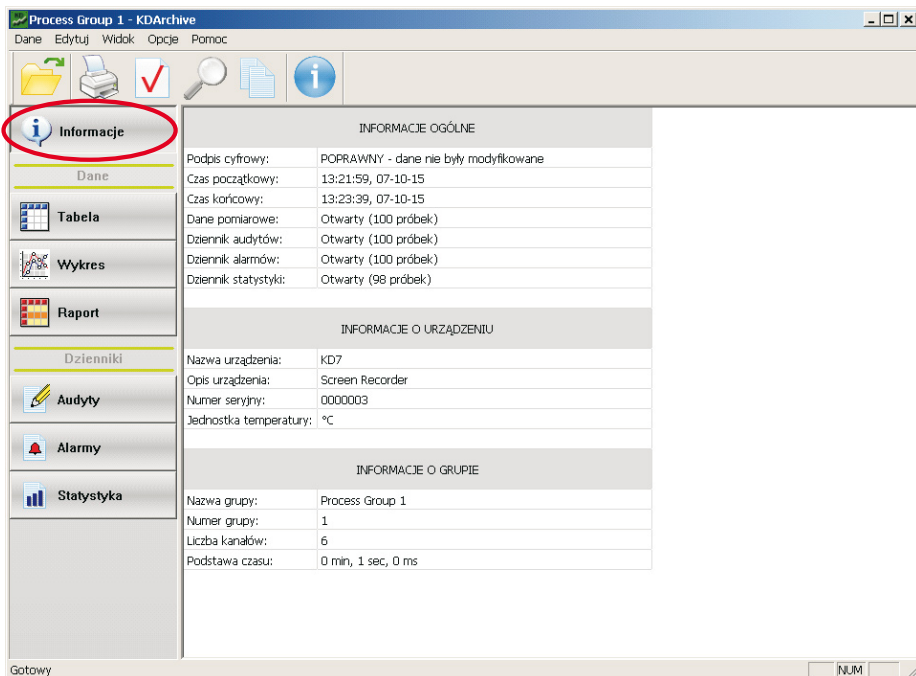 Process Group 1 - KDArchive
Dane Edytuj Widok Opcje Pomoc
Informacje
Dane
Tabela
Wykres
Raport
Dzienniki
Audyty
Alarmy
Statystyka
INFORMACJE OGÓLNE
Podpis cyfrowy: POPRAWNY - dane nie były modyfikowane
Czas początkowy: 13:21:59, 07-10-15
Czas końcowy: 13:23:39, 07-10-15
Dane pomiarowe: Otwarty (100 próbek)
Dziennik audytów: Otwarty (100 próbek)
Dziennik alarmów: Otwarty (100 próbek)
Dziennik statystyki: Otwarty (98 próbek)
INFORMACJE O URZĄDZENIU
Nazwa urządzenia: KD7
Opis urządzenia: Screen Recorder
Numer seryjny: 0000003
Jednostka temperatury: °C
INFORMACJE O GRUPIE
Nazwa grupy: Process Group 1
Numer grupy: 1
Liczba kanałów: 6
Podstawa czasu: 0 min, 1 sec, 0 ms
Gotowy NUM